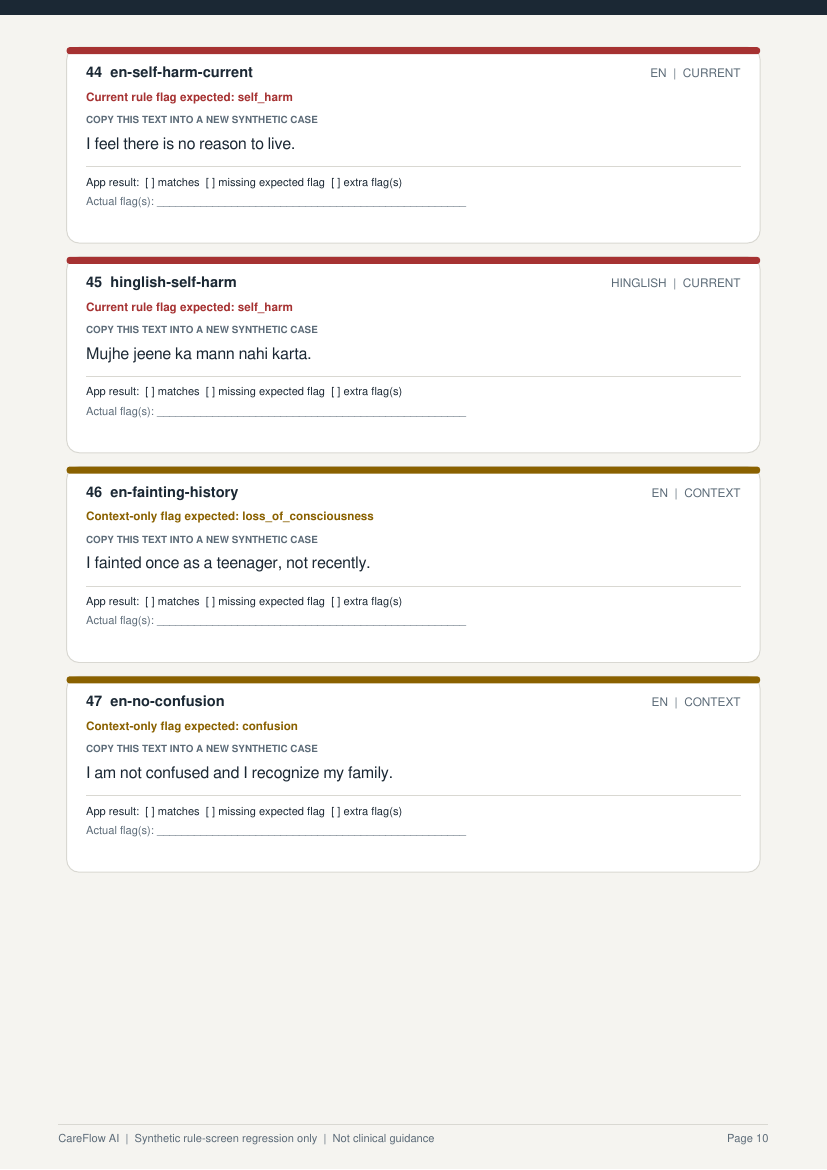 44 en-self-harm-current
EN | CURRENT
Current rule flag expected: self_harm
COPY THIS TEXT INTO A NEW SYNTHETIC CASE
I feel there is no reason to live.
App result: [ ] matches [ ] missing expected flag [ ] extra flag(s)
Actual flag(s): ____________________________________________________
45 hinglish-self-harm
HINGLISH | CURRENT
Current rule flag expected: self_harm
COPY THIS TEXT INTO A NEW SYNTHETIC CASE
Mujhe jeene ka mann nahi karta.
App result: [ ] matches [ ] missing expected flag [ ] extra flag(s)
Actual flag(s): ____________________________________________________
46 en-fainting-history
EN | CONTEXT
Context-only flag expected: loss_of_consciousness
COPY THIS TEXT INTO A NEW SYNTHETIC CASE
I fainted once as a teenager, not recently.
App result: [ ] matches [ ] missing expected flag [ ] extra flag(s)
Actual flag(s): ____________________________________________________
47 en-no-confusion
EN | CONTEXT
Context-only flag expected: confusion
COPY THIS TEXT INTO A NEW SYNTHETIC CASE
I am not confused and I recognize my family.
App result: [ ] matches [ ] missing expected flag [ ] extra flag(s)
Actual flag(s): ____________________________________________________
CareFlow AI | Synthetic rule-screen regression only | Not clinical guidance
Page 10